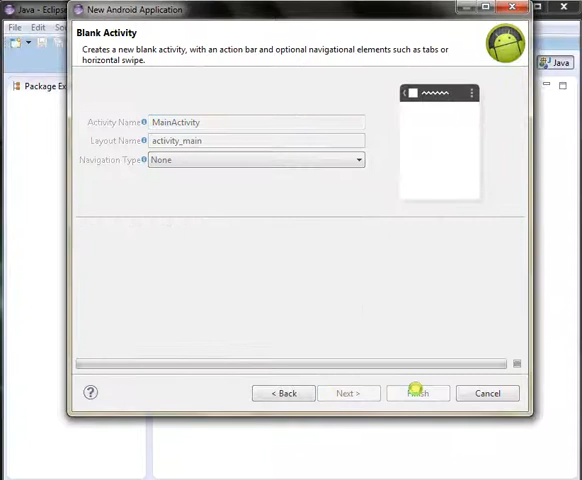 Java - Eclips
New Android Application
File Edit So
Java
Package Ex
Blank Activity
Creates a new blank activity, with an action bar and optional navigational elements such as tabs or
horizontal swipe.
Activity Name
MainActivity
Layout Name
activity_main
Navigation Type
None
?
< Back
Next >
Finish
Cancel